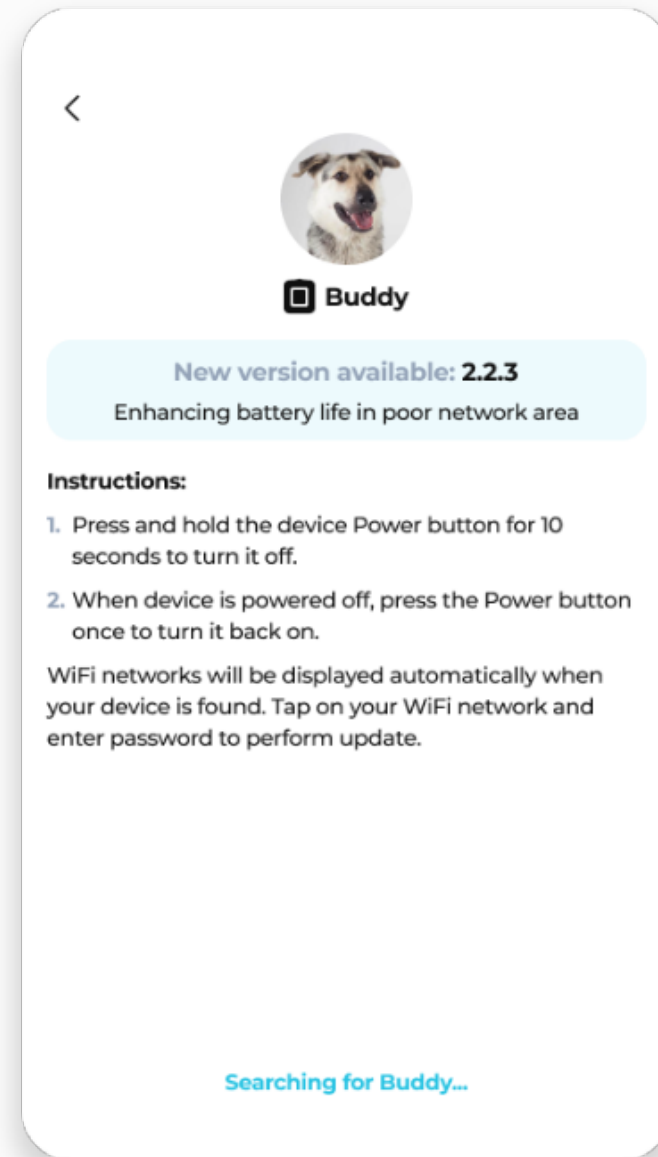 Buddy
New version available: 2.2.3
Enhancing battery life in poor network area
Instructions:
1. Press and hold the device Power button for 10
seconds to turn it off.
2. When device is powered off, press the Power button
once to turn it back on.
WiFi networks will be displayed automatically when
your device is found. Tap on your WiFi network and
enter password to perform update.
Searching for Buddy...